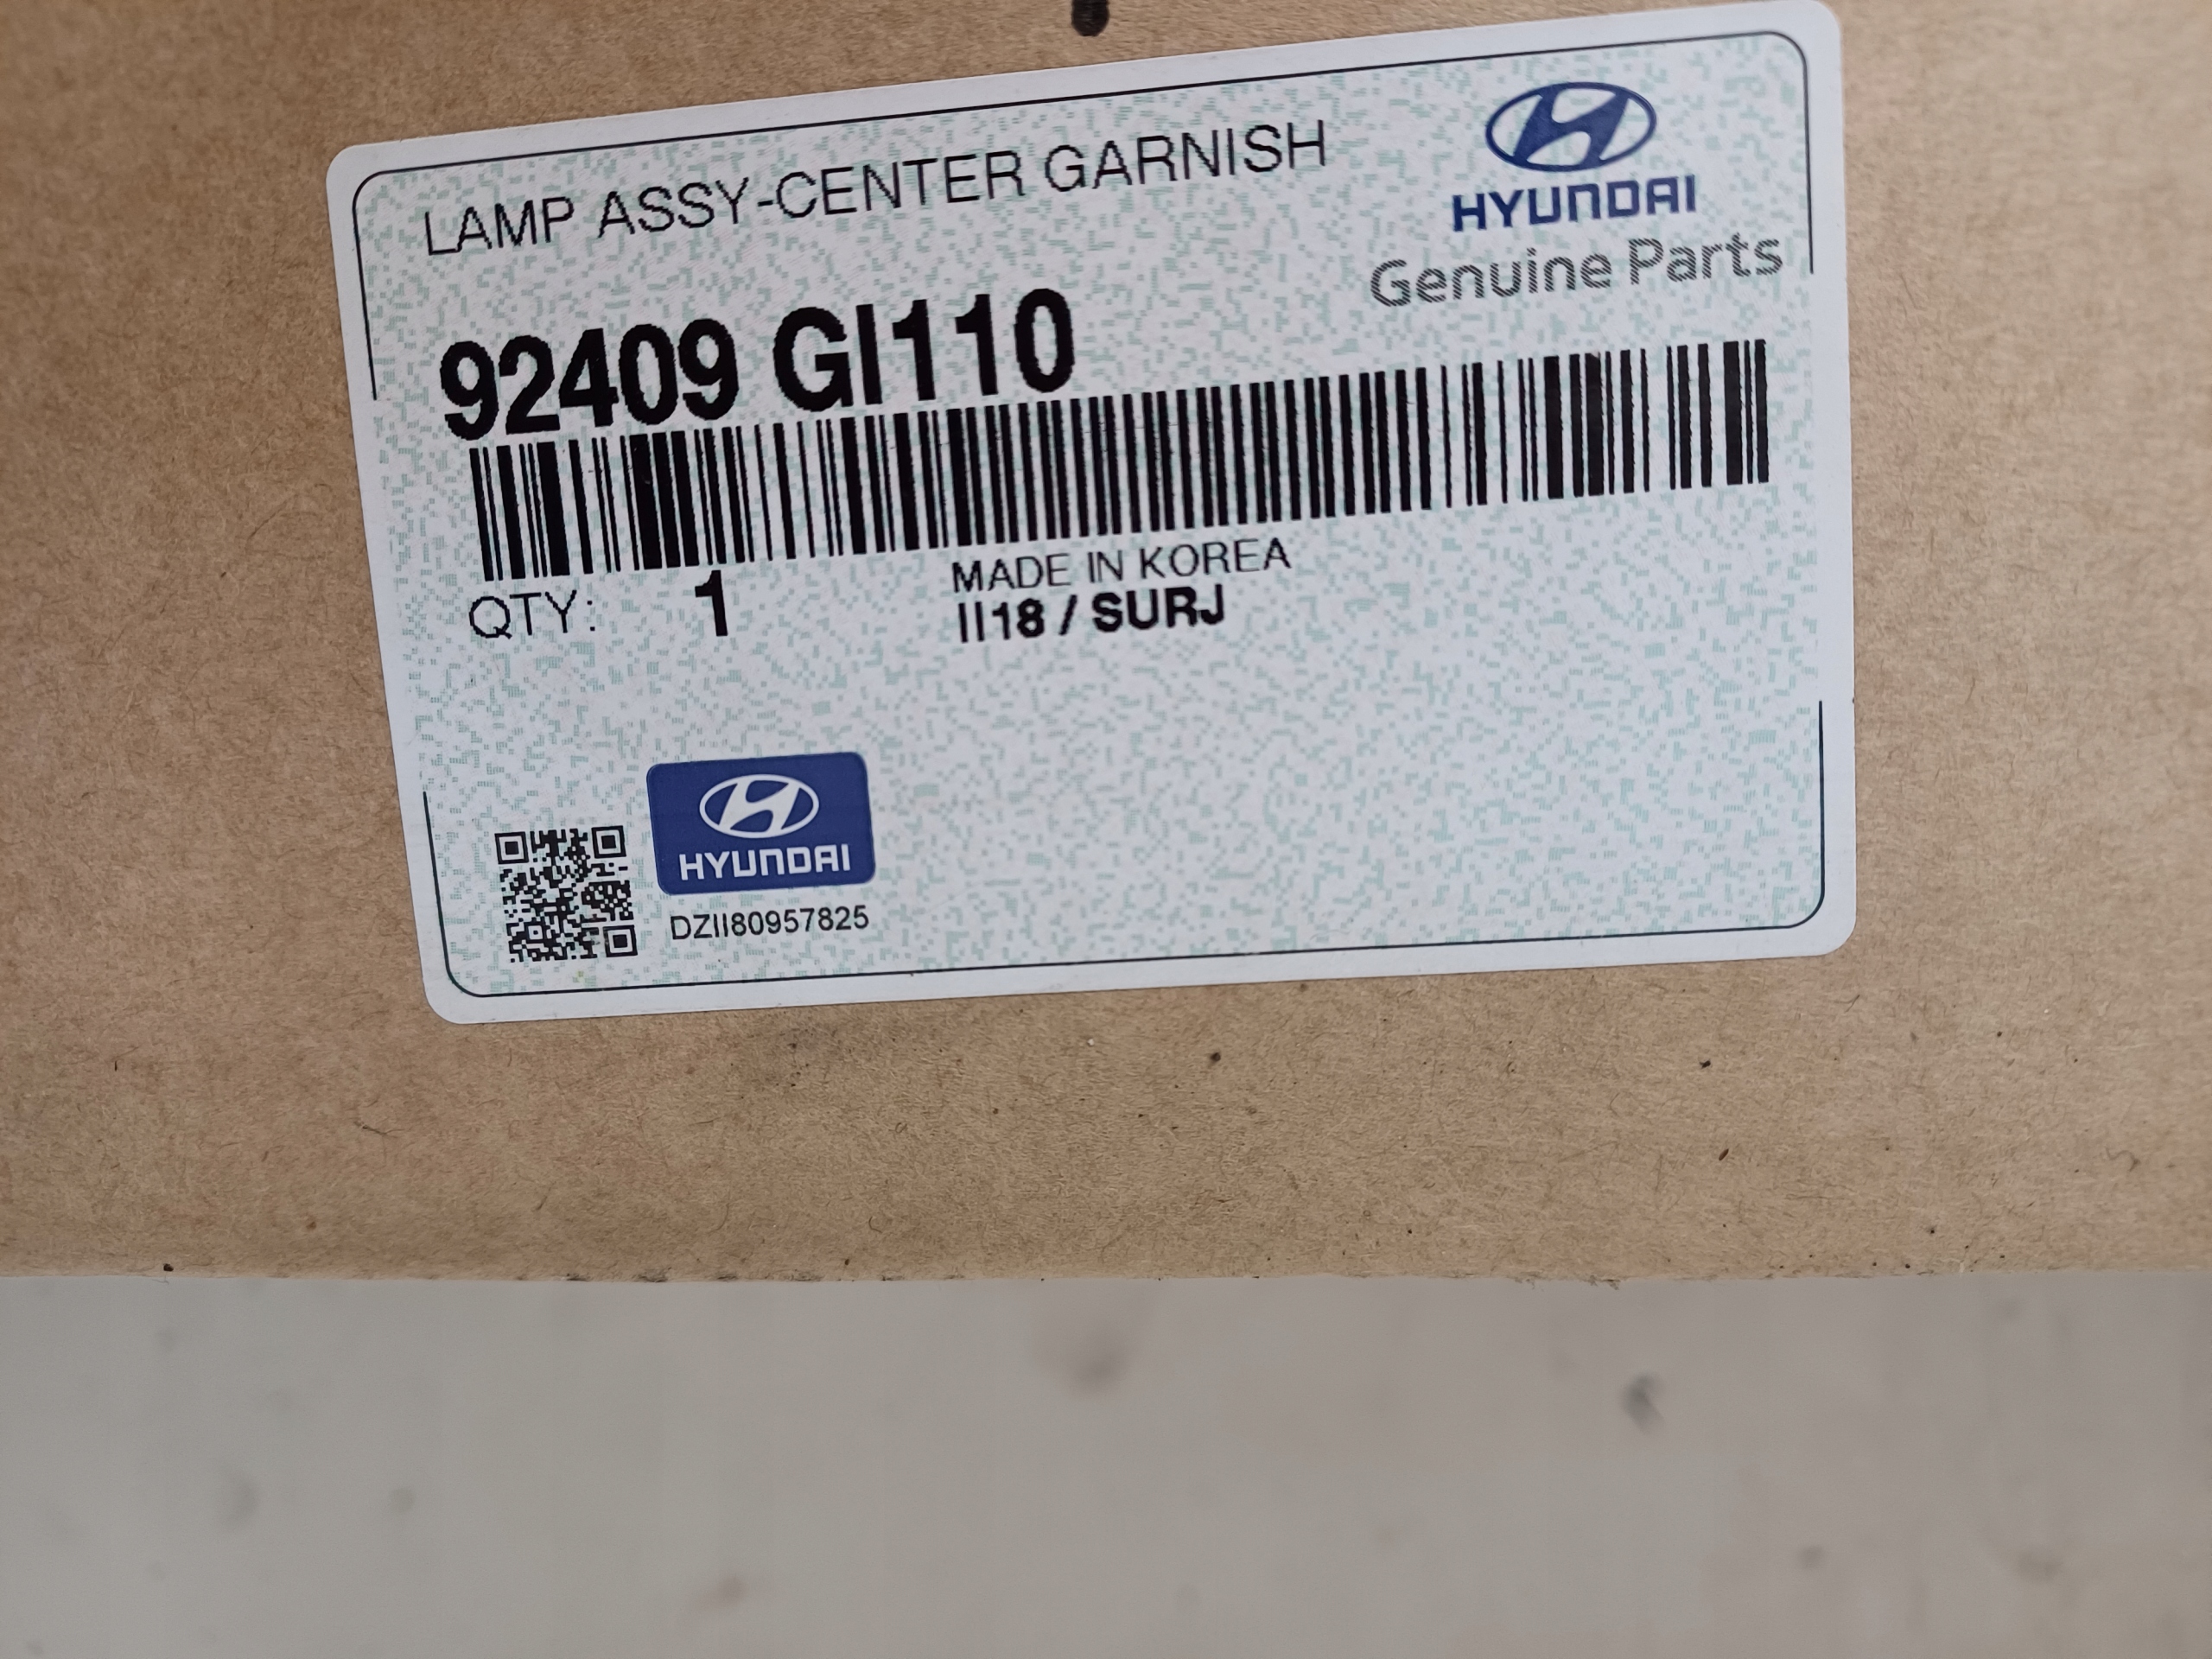 LAMP ASSY-CENTER GARNISH
HYUNDAI
Genuine Parts
92409 GI110
QTY: 1
MADE IN KOREA
II18 / SURJ
HYUNDAI
DZII80957825